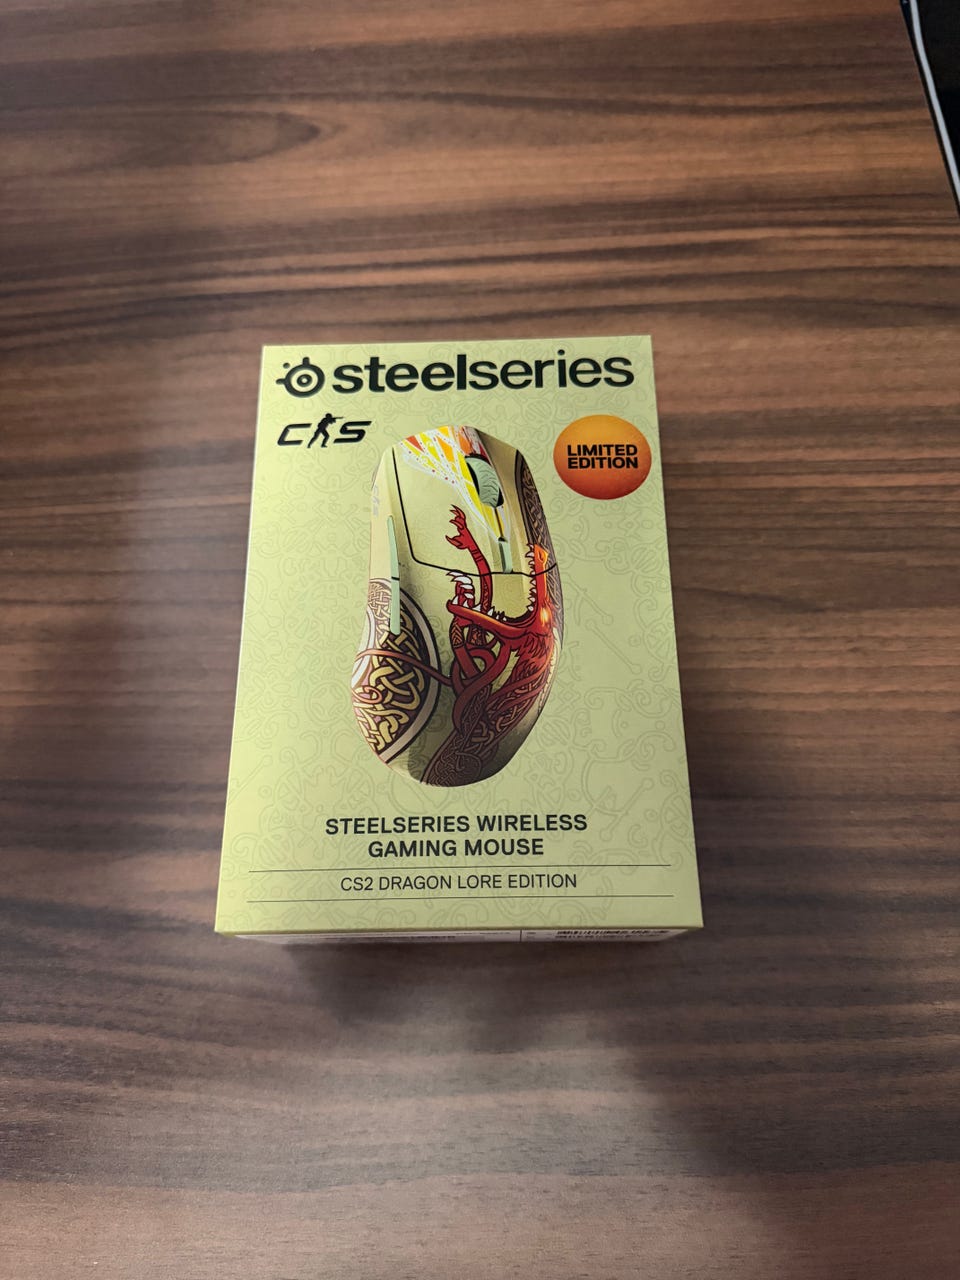 steelseries
CS
LIMITED
EDITION
STEELSERIES WIRELESS
GAMING MOUSE
CS2 DRAGON LORE EDITION